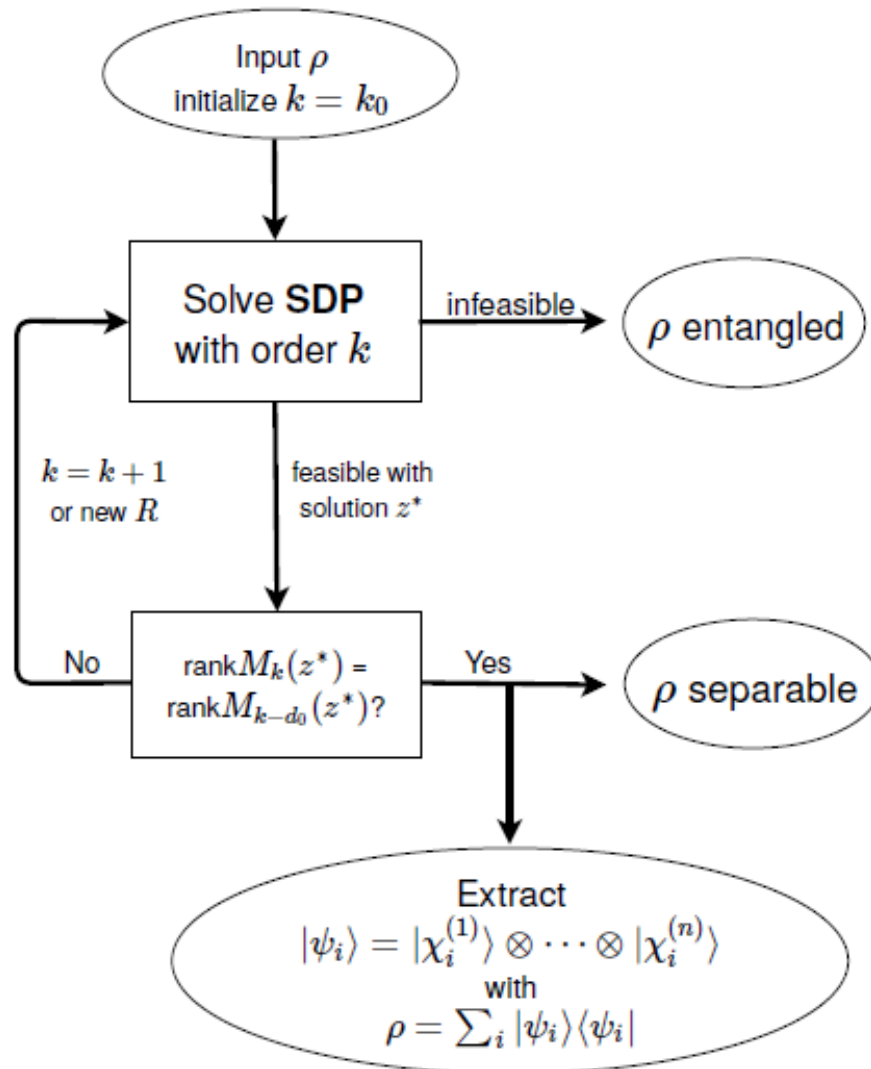 Input ρ
initialize k = k₀
Solve SDP
with order k
infeasible
ρ entangled
k = k + 1
or new R
feasible with
solution z*
No
rankM_k(z*) =
rankM_{k−d₀}(z*)?
Yes
ρ separable
Extract
|ψ_i⟩ = |χ_i^{(1)}⟩ ⊗ ⋯ ⊗ |χ_i^{(n)}⟩
with
ρ = ∑_i |ψ_i⟩⟨ψ_i|